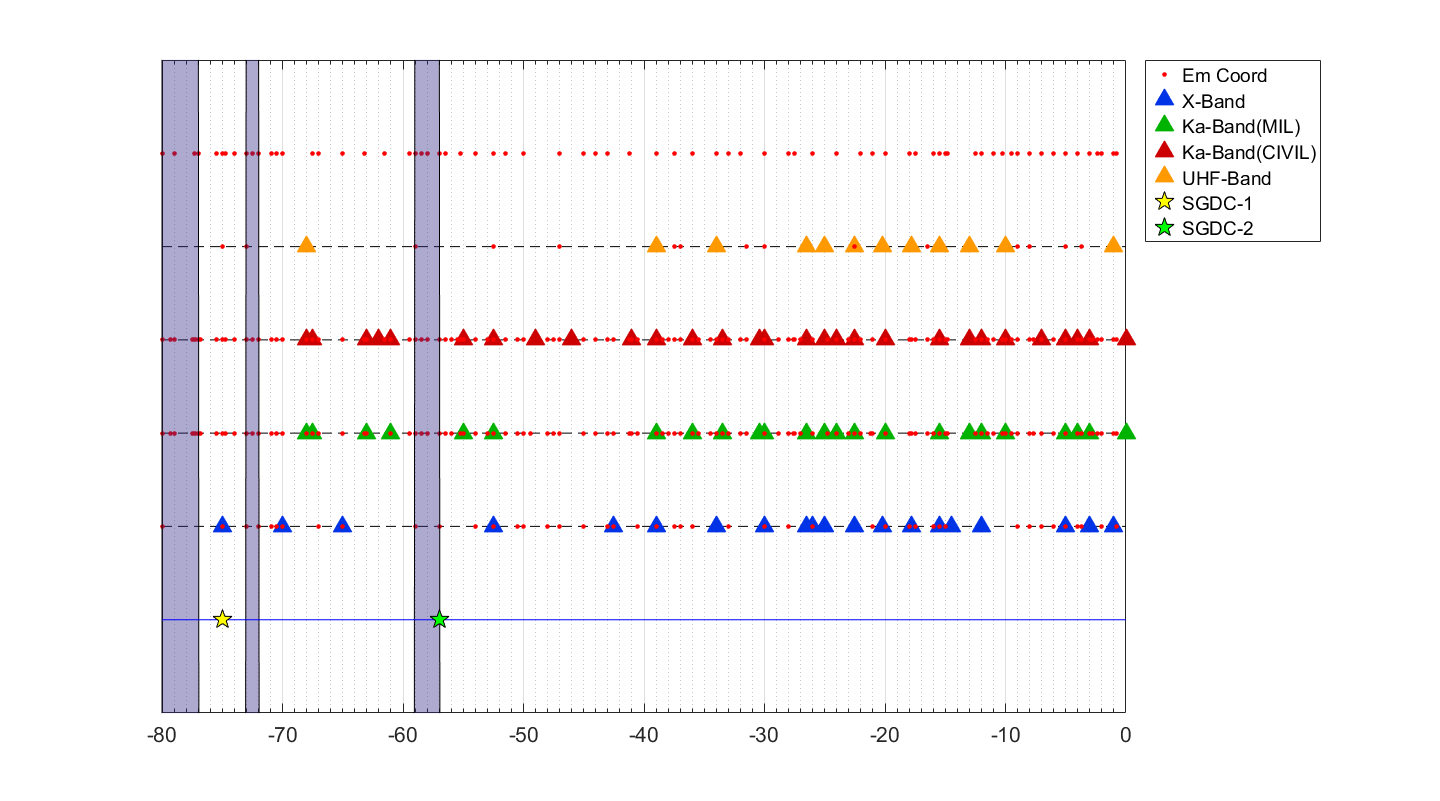 Em Coord
X-Band
Ka-Band(MIL)
Ka-Band(CIVIL)
UHF-Band
SGDC-1
SGDC-2
-80 -70 -60 -50 -40 -30 -20 -10 0